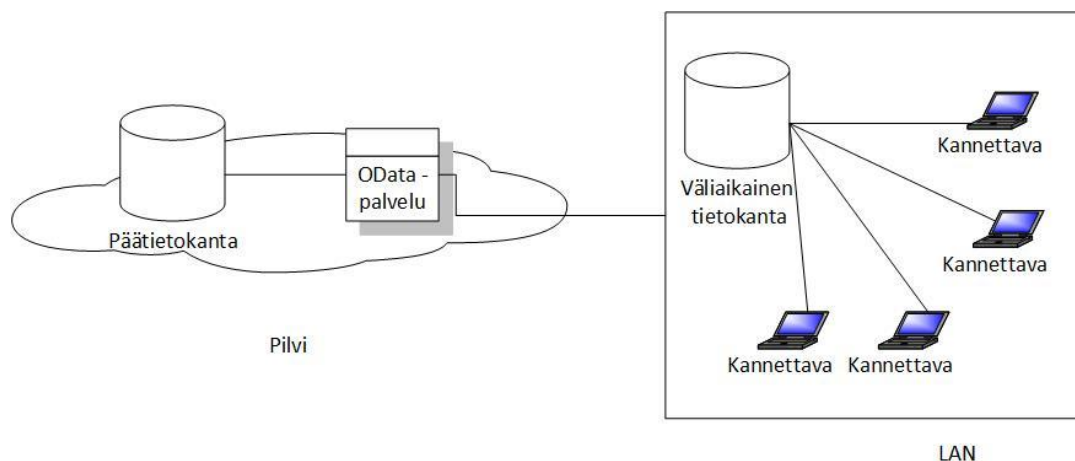 Päätietokanta
OData -
palvelu
Pilvi
Väliaikainen
tietokanta
Kannettava
Kannettava
Kannettava
Kannettava
LAN